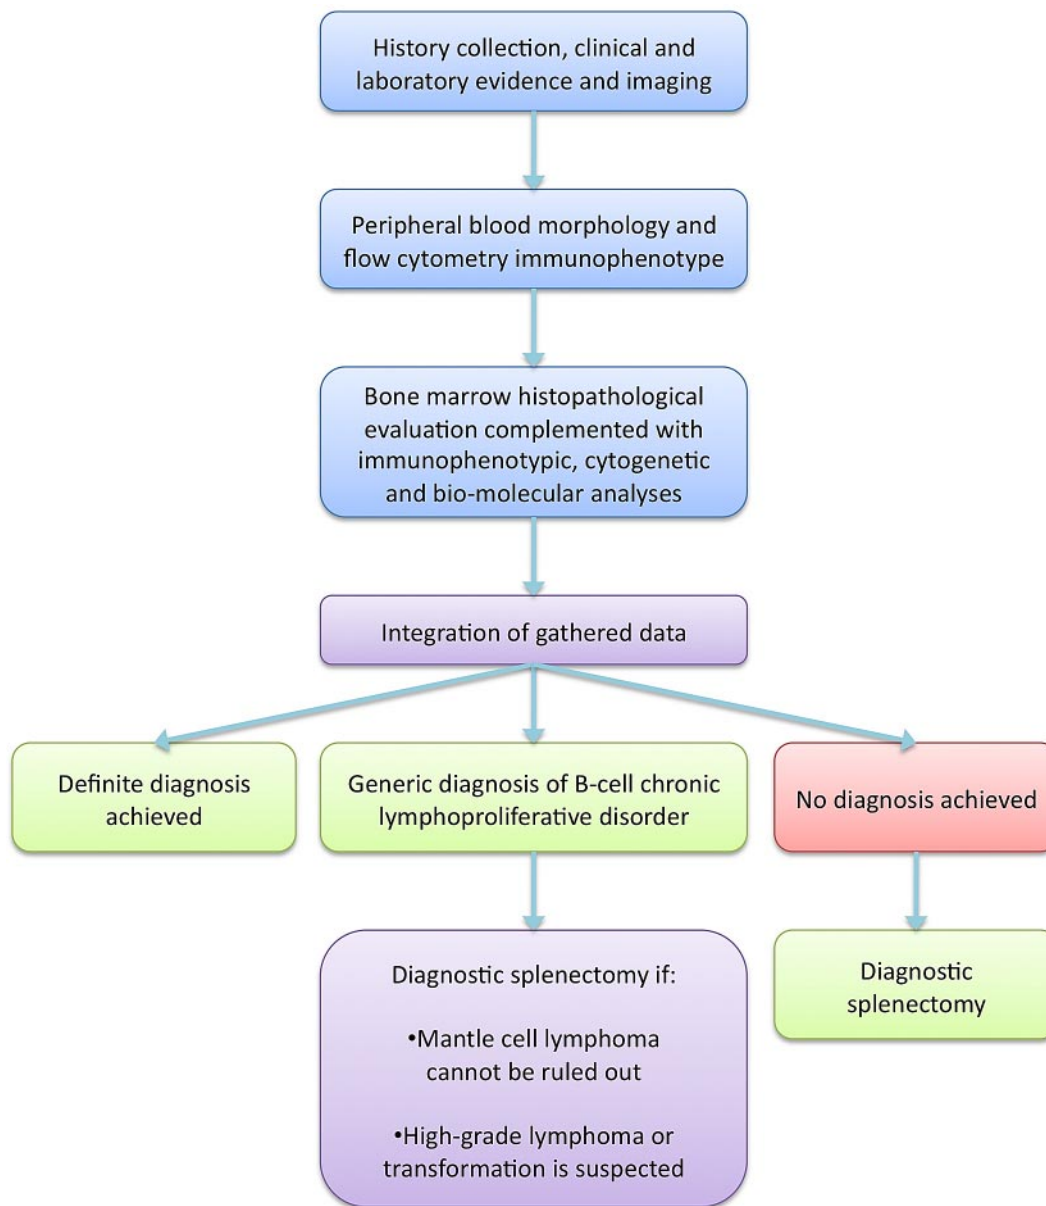 History collection, clinical and
laboratory evidence and imaging
Peripheral blood morphology and
flow cytometry immunophenotype
Bone marrow histopathological
evaluation complemented with
immunophenotypic, cytogenetic
and bio-molecular analyses
Integration of gathered data
Definite diagnosis
achieved
Generic diagnosis of B-cell chronic
lymphoproliferative disorder
No diagnosis achieved
Diagnostic splenectomy if:
•Mantle cell lymphoma
cannot be ruled out
•High-grade lymphoma or
transformation is suspected
Diagnostic
splenectomy